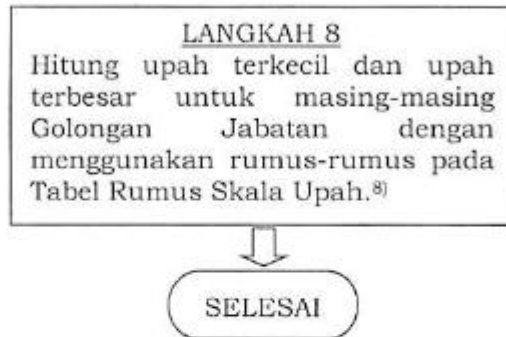 LANGKAH 8
Hitung upah terkecil dan upah
terbesar untuk masing-masing
Golongan Jabatan dengan
menggunakan rumus-rumus pada
Tabel Rumus Skala Upah.8)
SELESAI